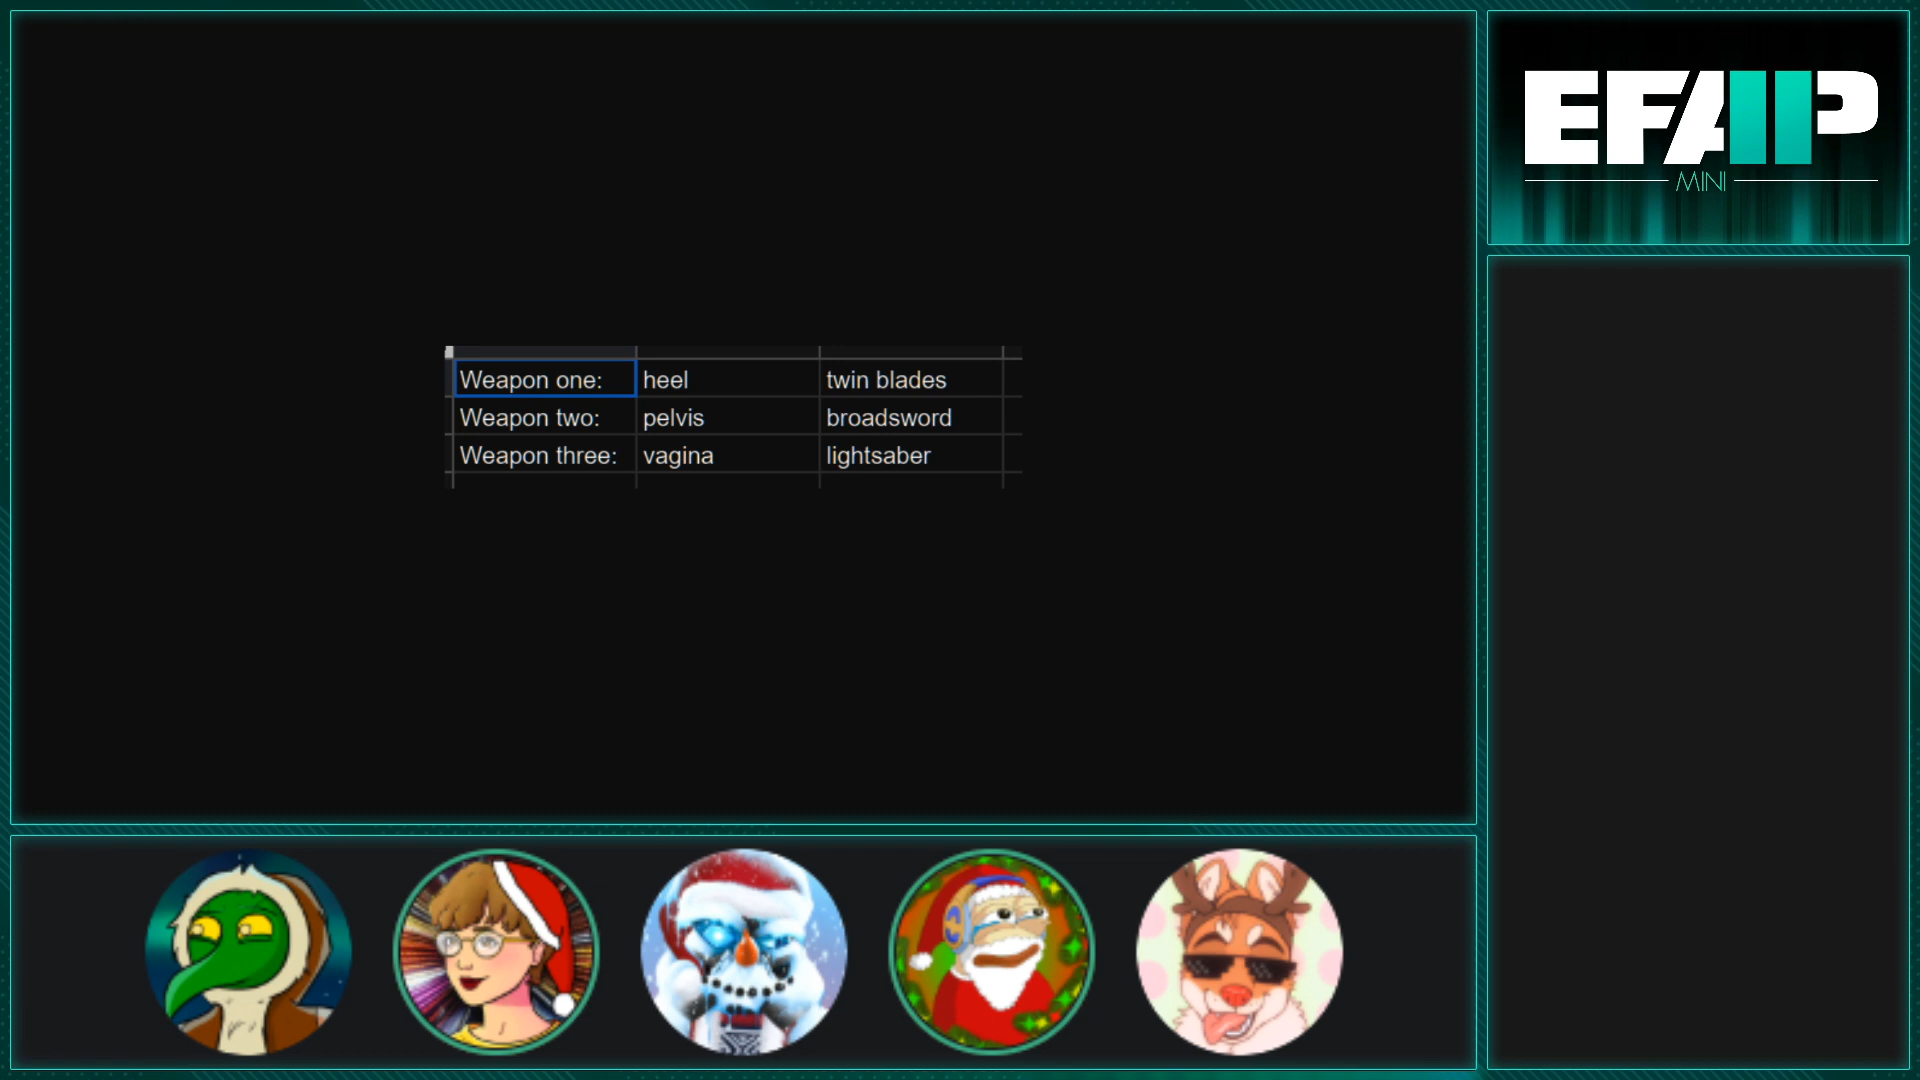 EFAP
MINI
Weapon one: heel twin blades
Weapon two: pelvis broadsword
Weapon three: vagina lightsaber